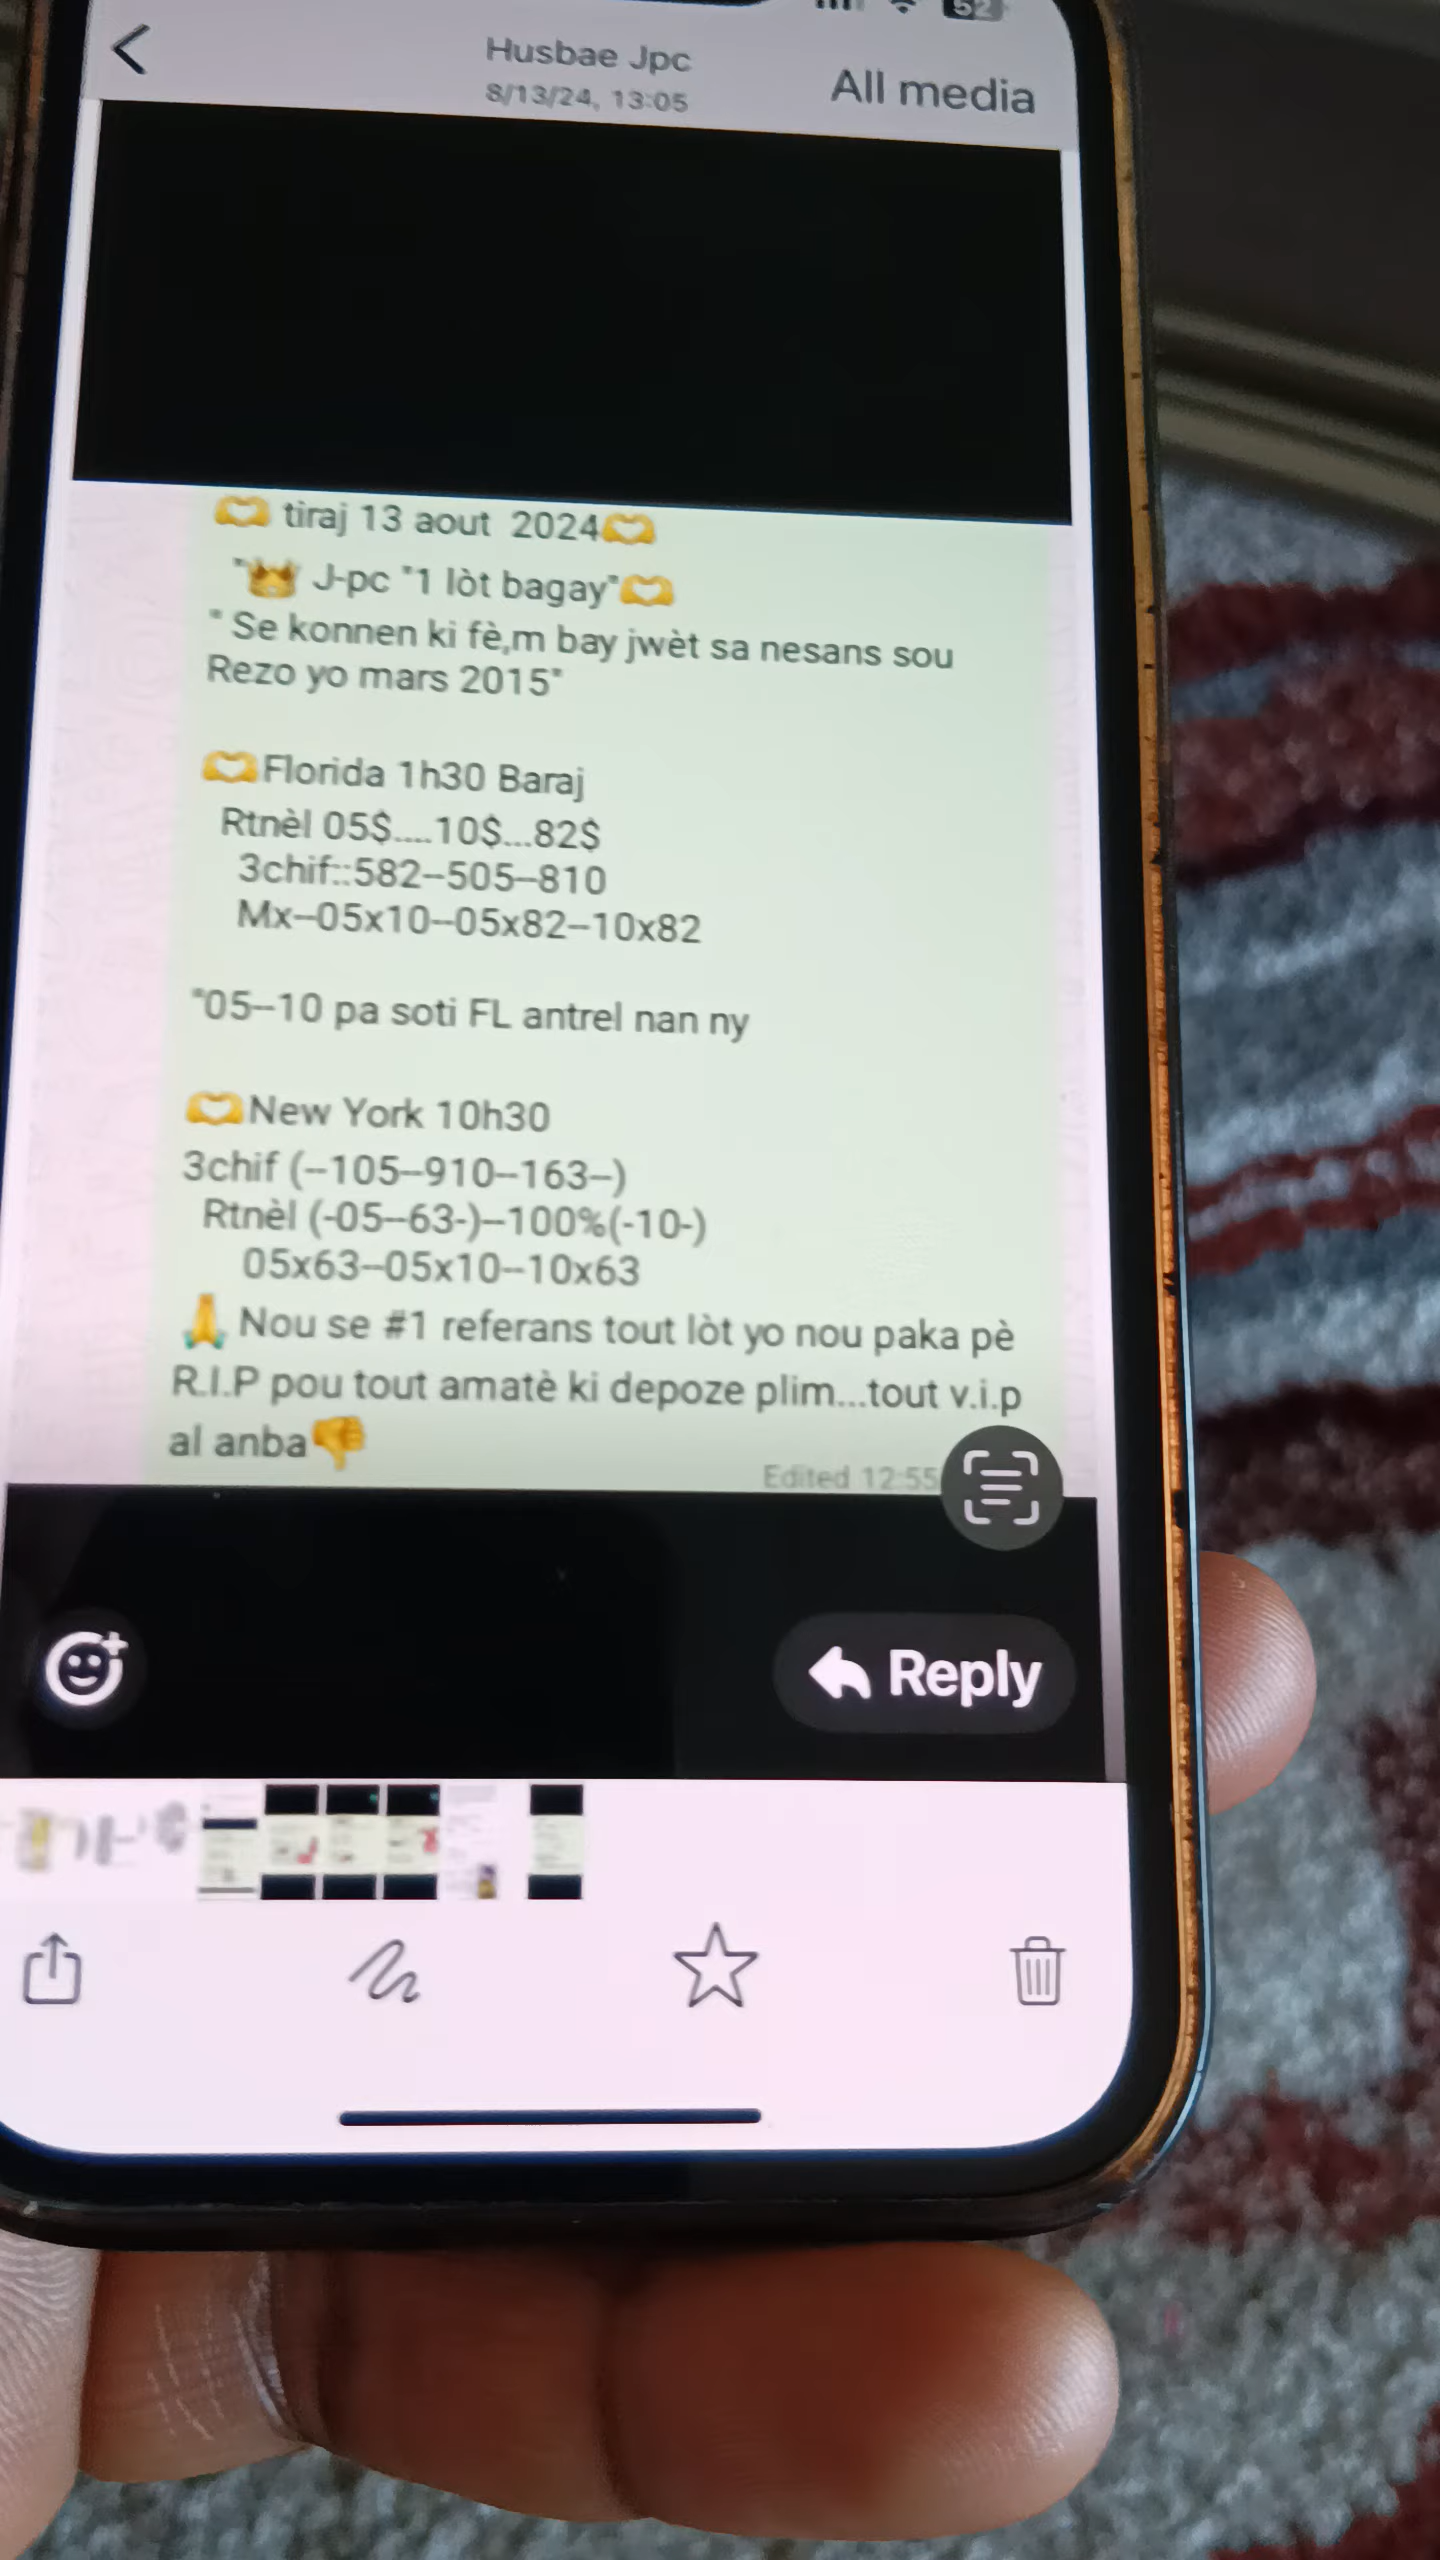 52
Husbae Jpc
8/13/24, 13:05
All media
🫶 tiraj 13 aout 2024🫶
"👑 J-pc "1 lòt bagay"🫶
" Se konnen ki fè,m bay jwèt sa nesans sou
Rezo yo mars 2015"
🫶Florida 1h30 Baraj
Rtnèl 05$....10$...82$
3chif::582--505--810
Mx--05x10--05x82--10x82
"05--10 pa soti FL antrel nan ny
🫶New York 10h30
3chif (--105--910--163--)
Rtnèl (-05--63-)--100%(-10-)
05x63--05x10--10x63
🙏 Nou se #1 referans tout lòt yo nou paka pè
R.I.P pou tout amatè ki depoze plim...tout v.i.p
al anba👎
Edited 12:55
Reply